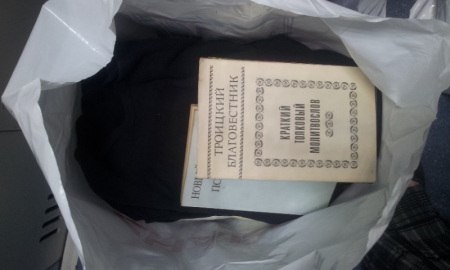 ТРОИЦКИЙ
БЛАГОВЕСТНИК
КРАТКИЙ
ТОЛКОВЫЙ
МОЛИТВОСЛОВ